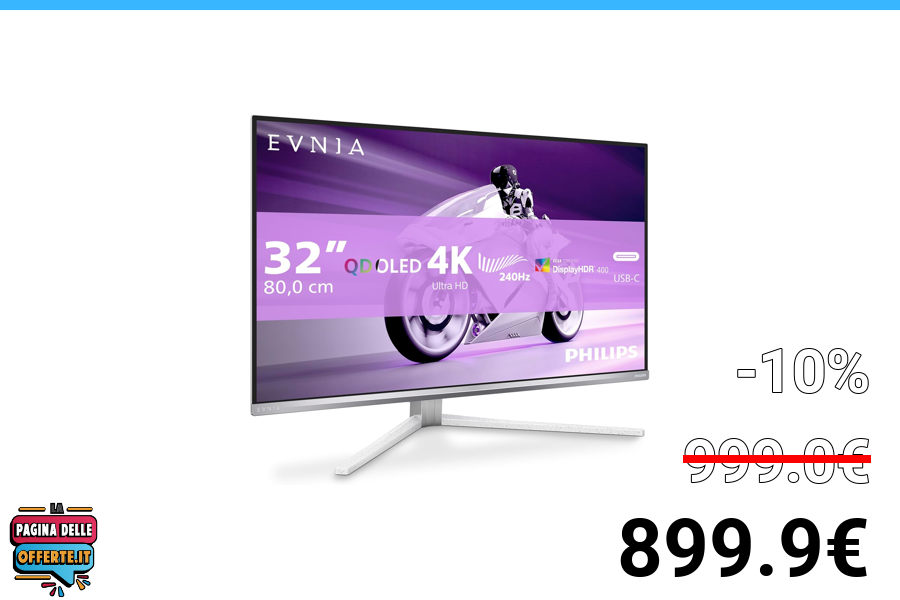 EVNIA
32" QD OLED 4K 240Hz DisplayHDR 400
80,0 cm Ultra HD USB-C
PHILIPS
-10%
999.0€
899.9€
LA
PAGINA DELLE
OFFERTE.IT